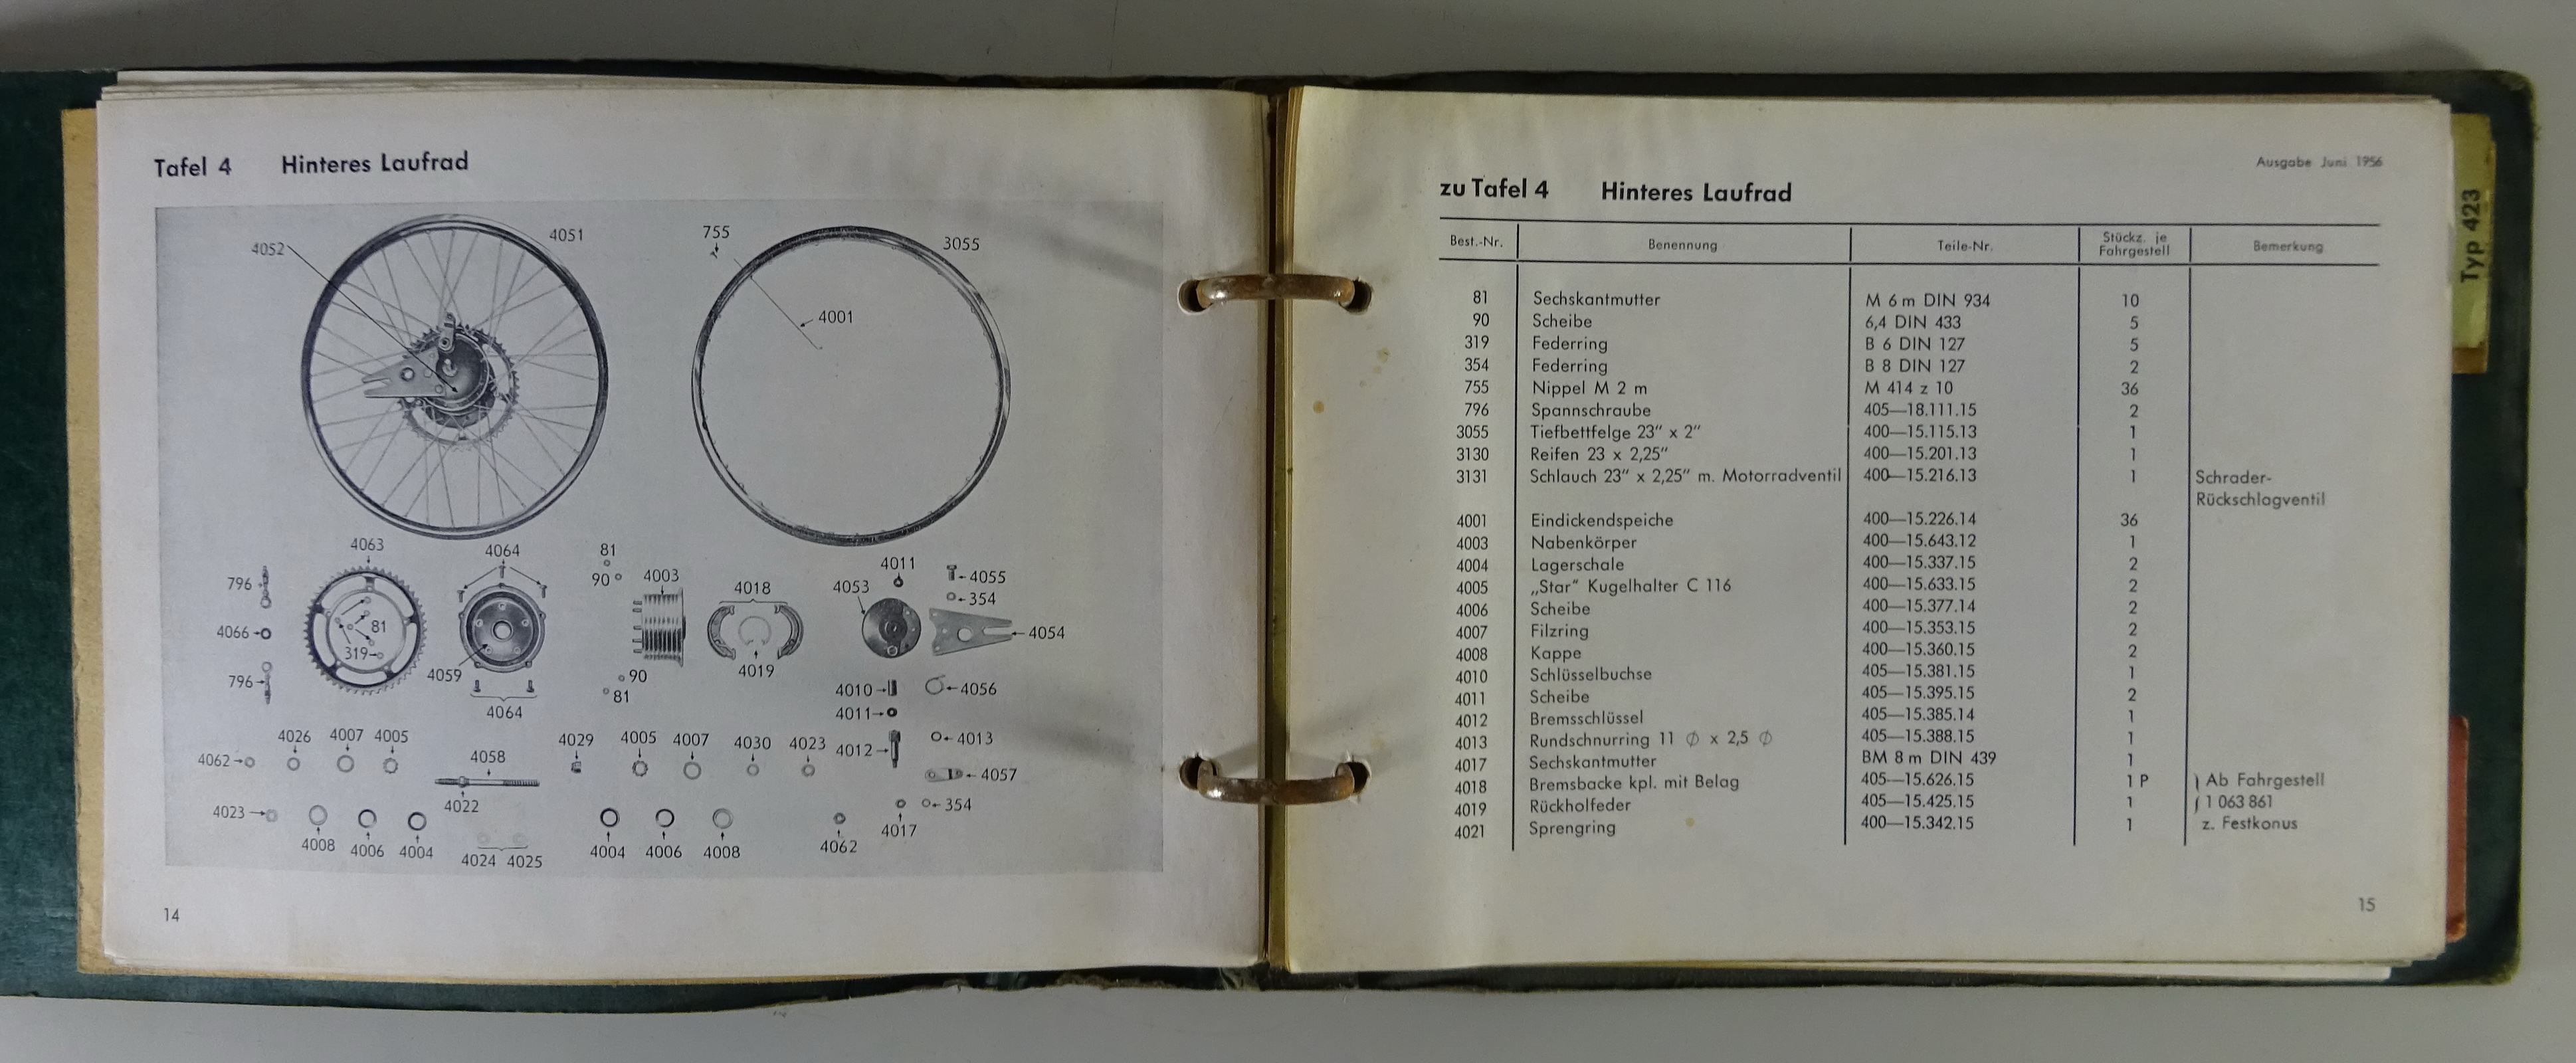 Tafel 4 Hinteres Laufrad
4052
4051
755
3055
4001
4063
4064
81
90
4003
4018
4011
4053
4055
354
796
4066
81
319
4059
4019
4054
796
4064
90
81
4010
4056
4011
4026 4007 4005
4062
4058
4029 4005 4007 4030 4023
4012
4013
4057
4022
4023
354
4017
4008 4006 4004
4024 4025
4004 4006 4008
4062
14
Ausgabe Juni 1956
zu Tafel 4 Hinteres Laufrad
Best.-Nr. Benennung Teile-Nr. Stückz. je Fahrgestell Bemerkung
81 Sechskantmutter M 6 m DIN 934 10
90 Scheibe 6,4 DIN 433 5
319 Federring B 6 DIN 127 5
354 Federring B 8 DIN 127 2
755 Nippel M 2 m M 414 z 10 36
796 Spannschraube 405—18.111.15 2
3055 Tiefbettfelge 23" x 2" 400—15.115.13 1
3130 Reifen 23 x 2,25" 400—15.201.13 1
3131 Schlauch 23" x 2,25" m. Motorradventil 400—15.216.13 1 Schrader-
Rückschlagventil
4001 Eindickendspeiche 400—15.226.14 36
4003 Nabenkörper 400—15.643.12 1
4004 Lagerschale 400—15.337.15 2
4005 „Star" Kugelhalter C 116 400—15.633.15 2
4006 Scheibe 400—15.377.14 2
4007 Filzring 400—15.353.15 2
4008 Kappe 400—15.360.15 2
4010 Schlüsselbuchse 405—15.381.15 1
4011 Scheibe 405—15.395.15 2
4012 Bremsschlüssel 405—15.385.14 1
4013 Rundschnurring 11 ∅ x 2,5 ∅ 405—15.388.15 1
4017 Sechskantmutter BM 8 m DIN 439 1
4018 Bremsbacke kpl. mit Belag 405—15.626.15 1 P } Ab Fahrgestell
4019 Rückholfeder 405—15.425.15 1 } 1 063 861
4021 Sprengring 400—15.342.15 1 z. Festkonus
15
Typ 423